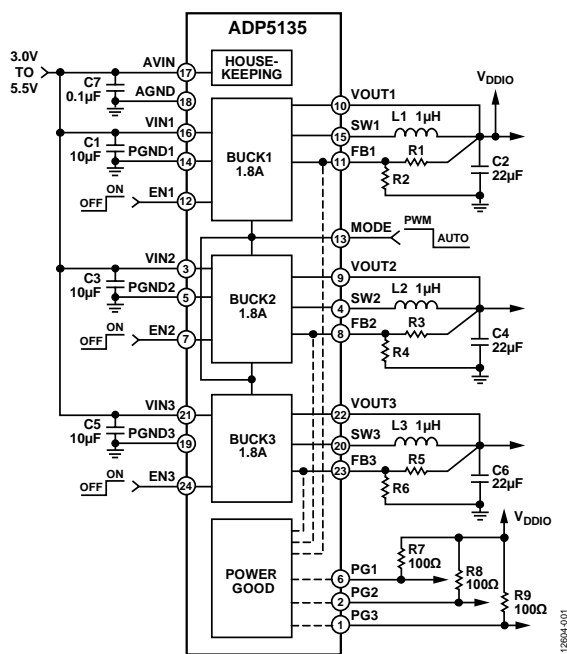 ADP5135
3.0V
TO
5.5V
AVIN
17
HOUSE-
KEEPING
C7
0.1µF
AGND
18
VIN1
16
C1
10µF
PGND1
14
BUCK1
1.8A
OFF
ON
EN1
12
10
VOUT1
VDDIO
15
SW1
L1 1µH
11
FB1
R1
R2
C2
22µF
13
MODE
PWM
AUTO
VIN2
3
C3
10µF
PGND2
5
BUCK2
1.8A
OFF
ON
EN2
7
9
VOUT2
4
SW2
L2 1µH
8
FB2
R3
R4
C4
22µF
VIN3
21
C5
10µF
PGND3
19
BUCK3
1.8A
OFF
ON
EN3
24
22
VOUT3
20
SW3
L3 1µH
23
FB3
R5
R6
C6
22µF
POWER
GOOD
VDDIO
R7
100Ω
R8
100Ω
R9
100Ω
6
PG1
2
PG2
1
PG3
12604-001